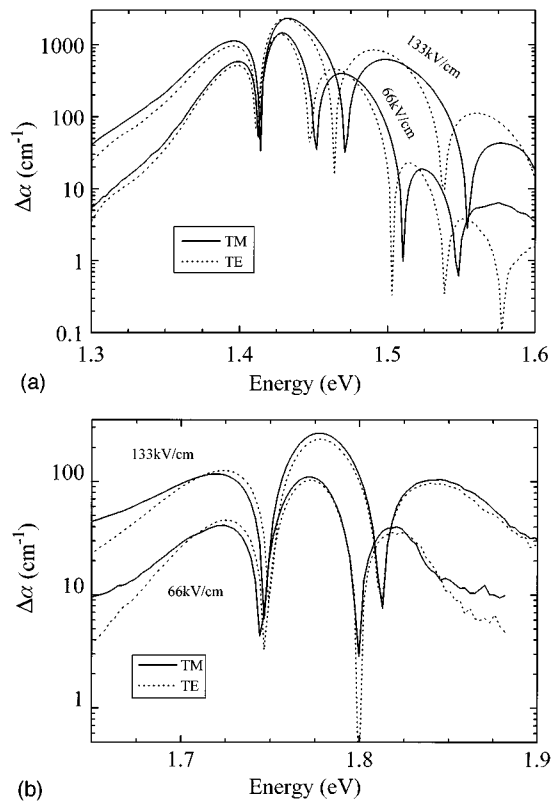 1000
100
10
1
0.1
Δα (cm⁻¹)
133kV/cm
66kV/cm
TM
TE
1.3 1.4 1.5 1.6
(a) Energy (eV)
100
10
1
Δα (cm⁻¹)
133kV/cm
66kV/cm
TM
TE
1.7 1.8 1.9
(b) Energy (eV)